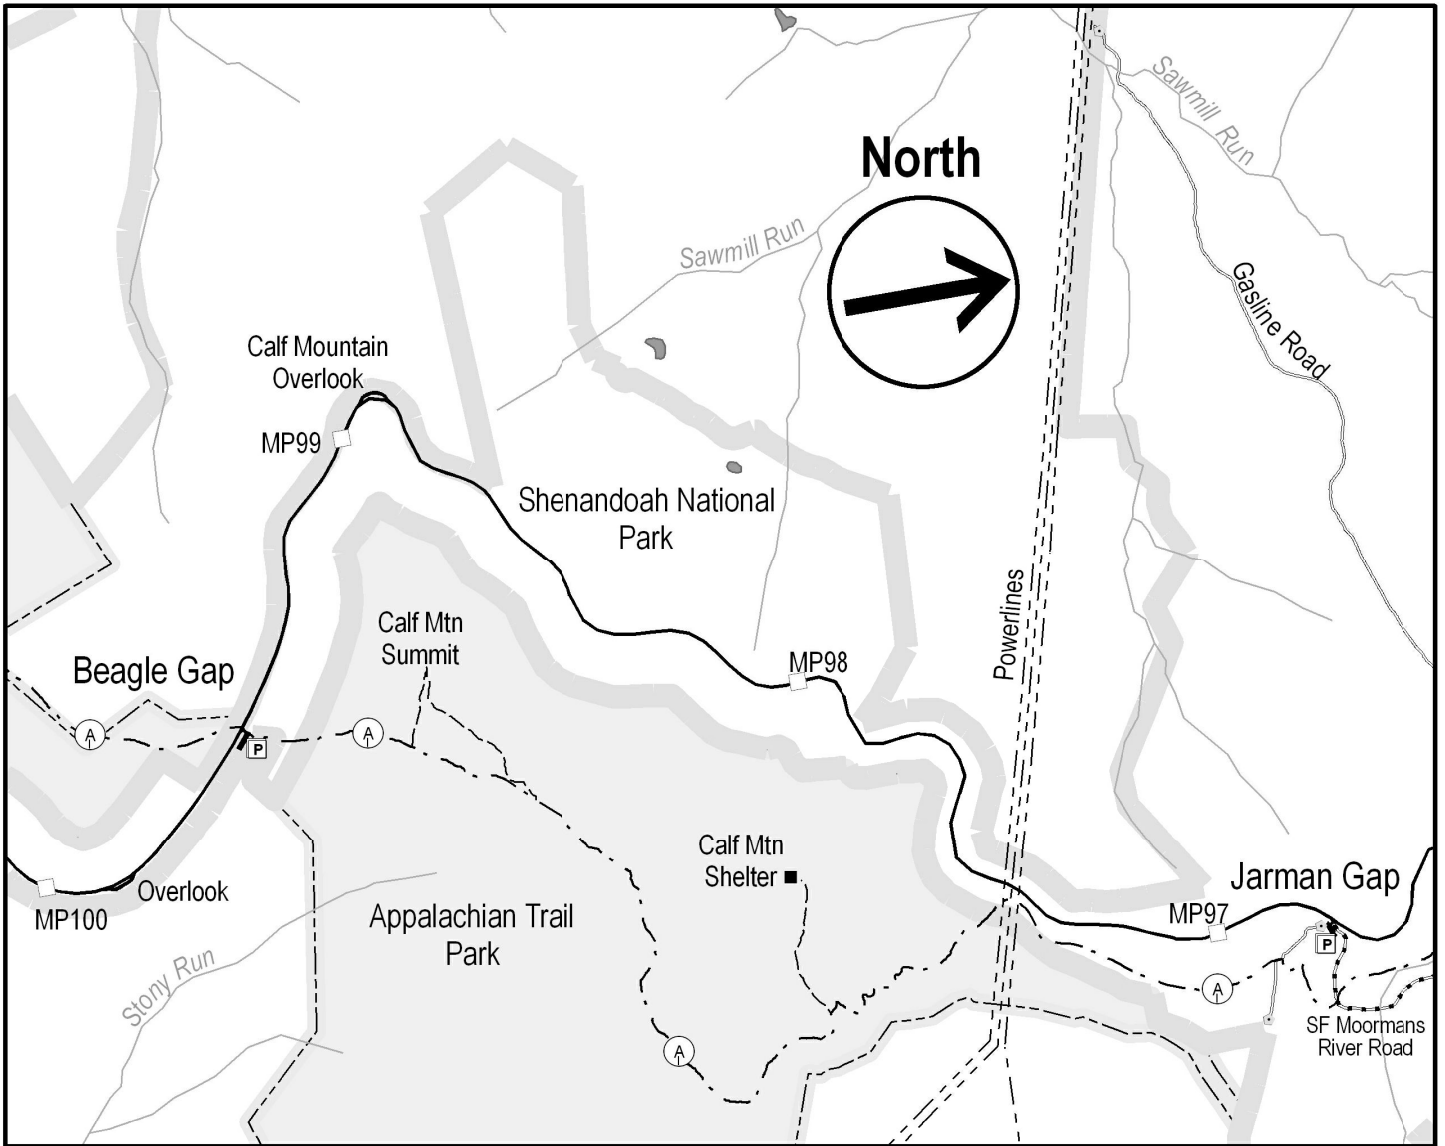 Sawmill Run
North
Sawmill Run
Gasline Road
Calf Mountain
Overlook
MP99
Shenandoah National
Park
Powerlines
Calf Mtn
Summit
Beagle Gap
MP98
A
A
P
Calf Mtn
Shelter
Jarman Gap
Overlook
MP100
Appalachian Trail
Park
MP97
P
Stony Run
A
A
SF Moormans
River Road